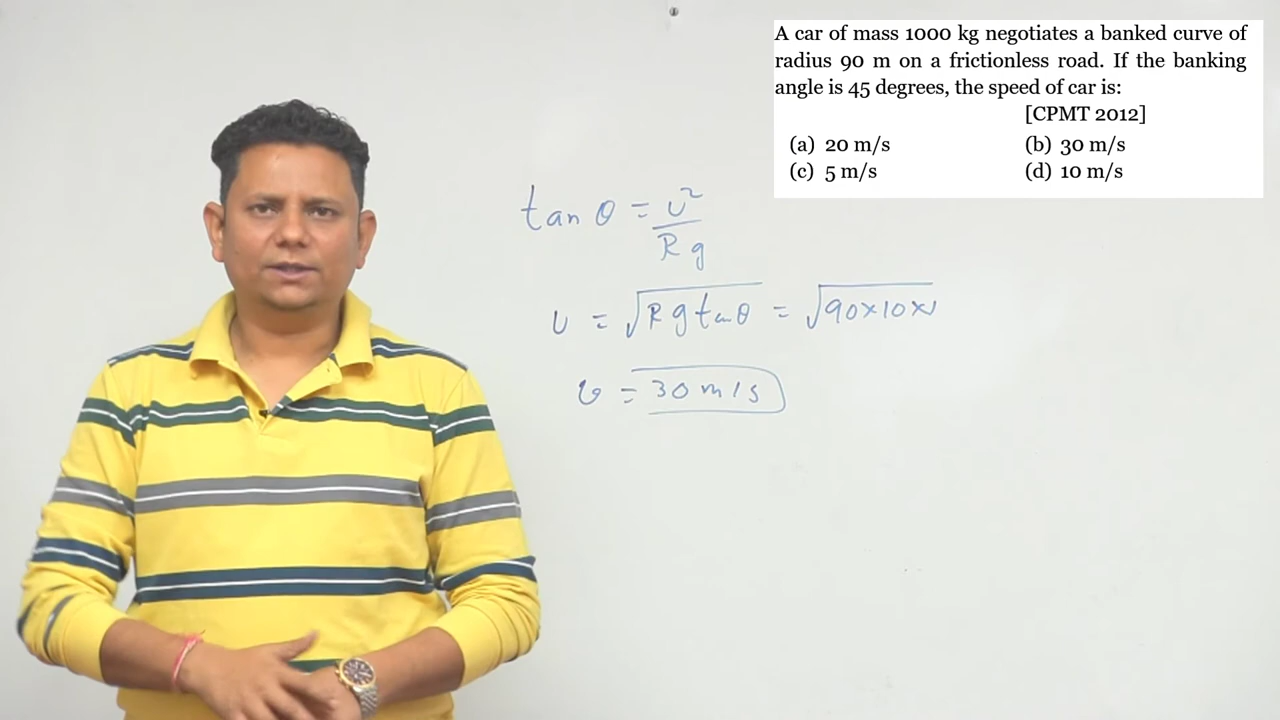 A car of mass 1000 kg negotiates a banked curve of
radius 90 m on a frictionless road. If the banking
angle is 45 degrees, the speed of car is:
[CPMT 2012]
(a) 20 m/s (b) 30 m/s
(c) 5 m/s (d) 10 m/s
tan θ = v²/Rg
v = √Rg tanθ = √90×10×1
v = 30 m/s